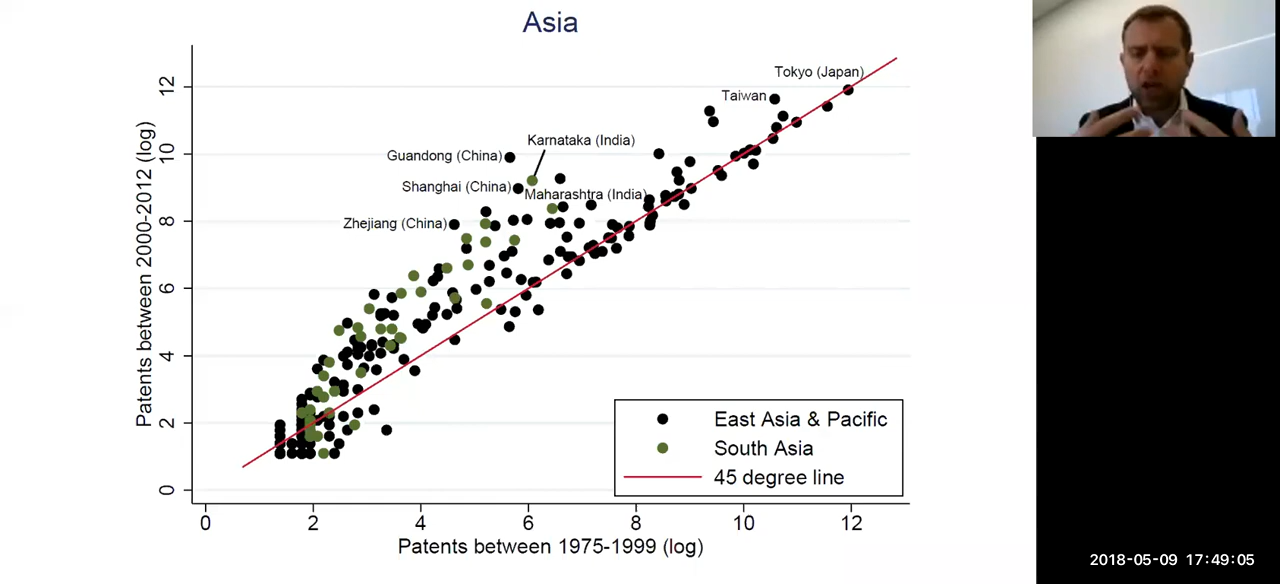 Asia
Patents between 2000-2012 (log)
12
10
8
6
4
2
0
Tokyo (Japan)
Taiwan
Karnataka (India)
Guandong (China)
Shanghai (China)
Maharashtra (India)
Zhejiang (China)
East Asia & Pacific
South Asia
45 degree line
0 2 4 6 8 10 12
Patents between 1975-1999 (log)
2018-05-09 17:49:05